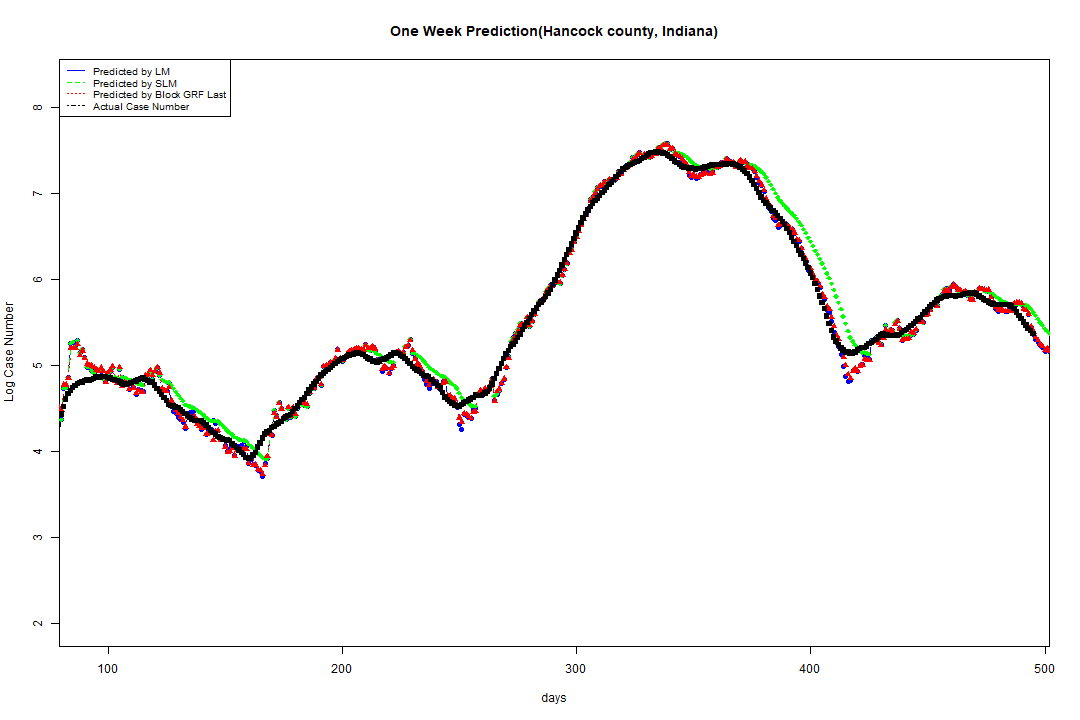 One Week Prediction(Hancock county, Indiana)
Predicted by LM
Predicted by SLM
Predicted by Block GRF Last
Actual Case Number
8
7
6
5
4
3
2
Log Case Number
100 200 300 400 500
days